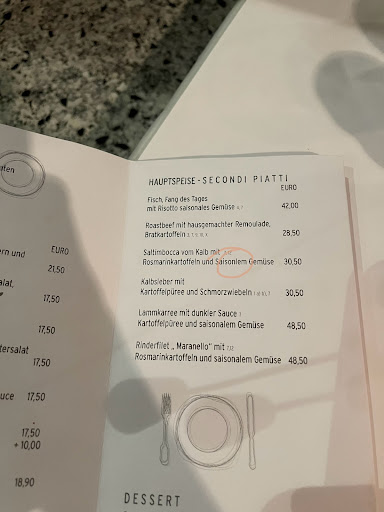 EURO
21,50
17,50
17,50
17,50
17,50
17,50
+ 10,00
18,90
HAUPTSPEISE - SECONDI PIATTI
EURO
Fisch, Fang des Tages
mit Risotto saisonales Gemüse 42,00
Roastbeef mit hausgemachter Remoulade,
Bratkartoffeln 28,50
Saltimbocca vom Kalb mit
Rosmarinkartoffeln und Saisonlem Gemüse 30,50
Kalbsleber mit
Kartoffelpüree und Schmorzwiebeln 30,50
Lammkarree mit dunkler Sauce
Kartoffelpüree und saisonalem Gemüse 48,50
Rinderfilet „ Maranello" mit
Rosmarinkartoffeln und saisonalem Gemüse 48,50
DESSERT